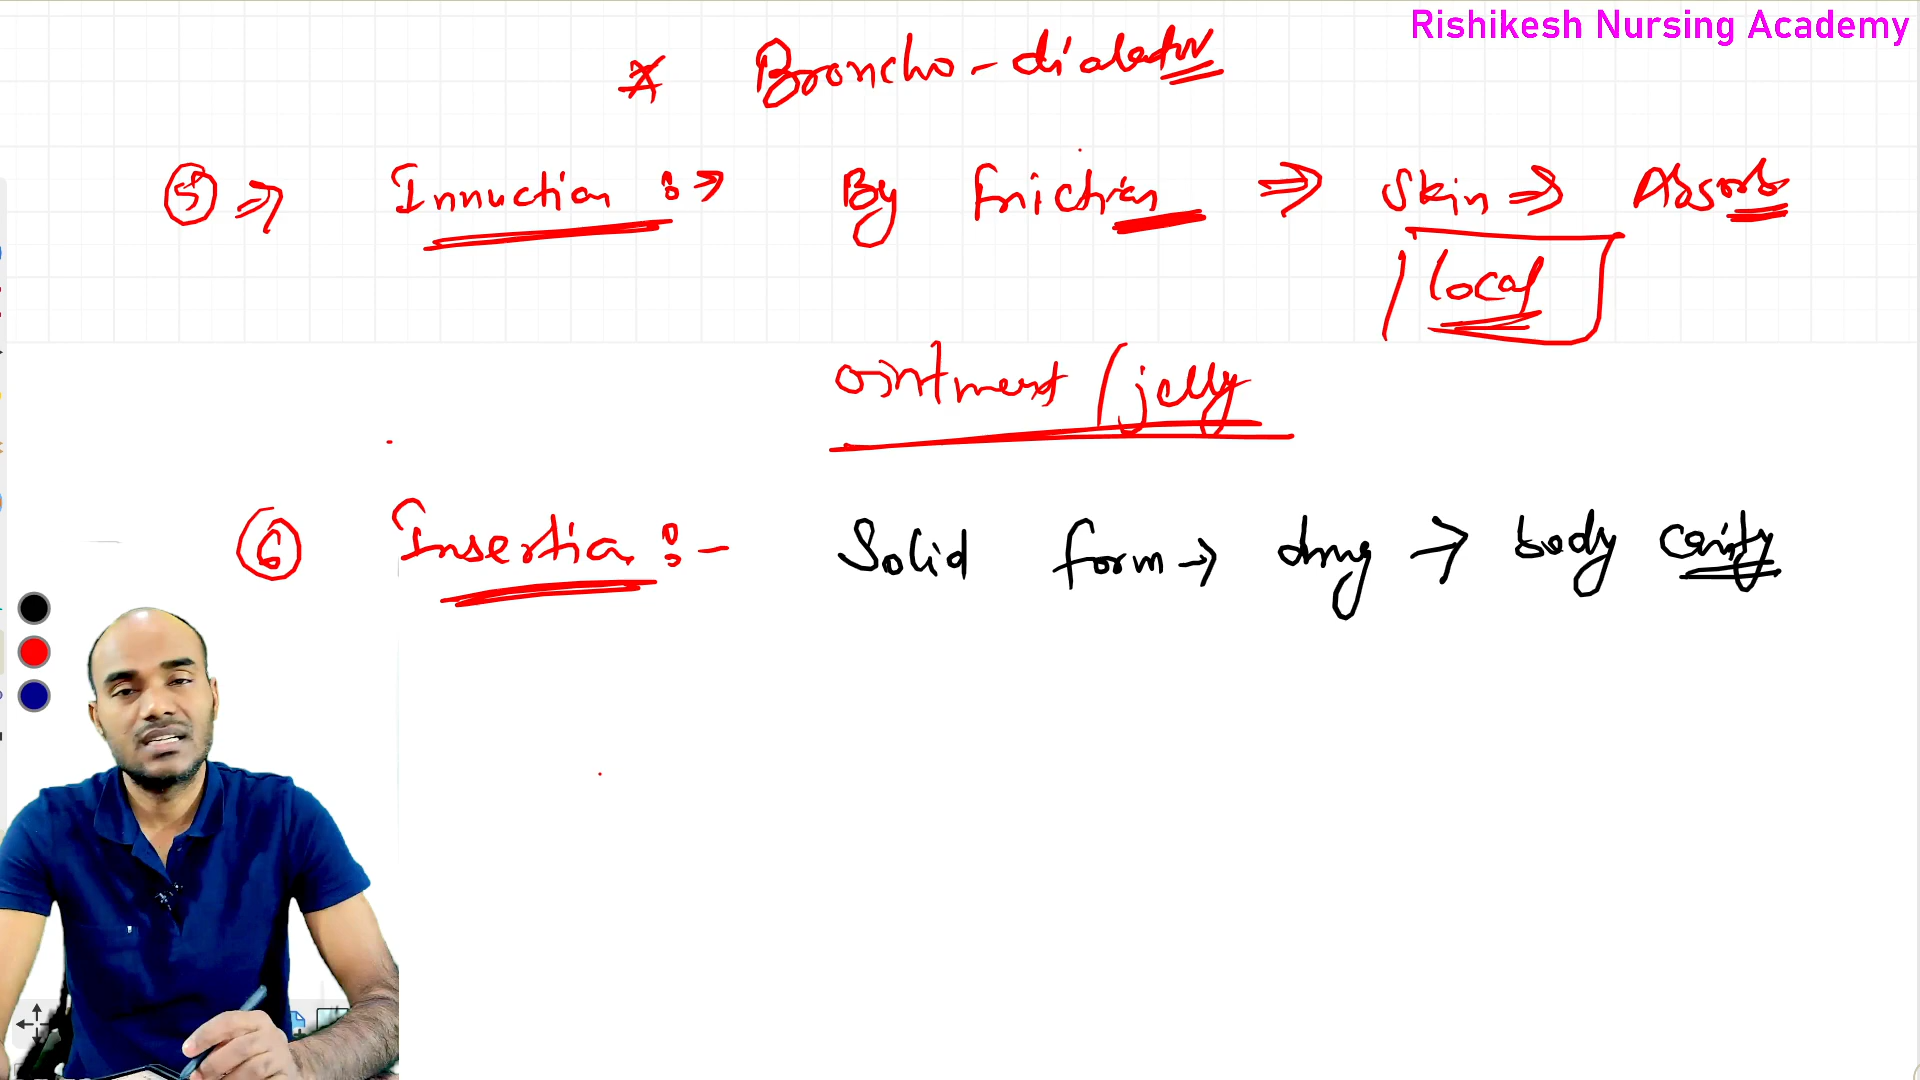 Rishikesh Nursing Academy
* Broncho-dialator
5 ⇒ Innuction :→ By Friction ⇒ Skin ⇒ Absorb
local
ointment / jelly
6 Insertion :- Solid form → drug → body cavity